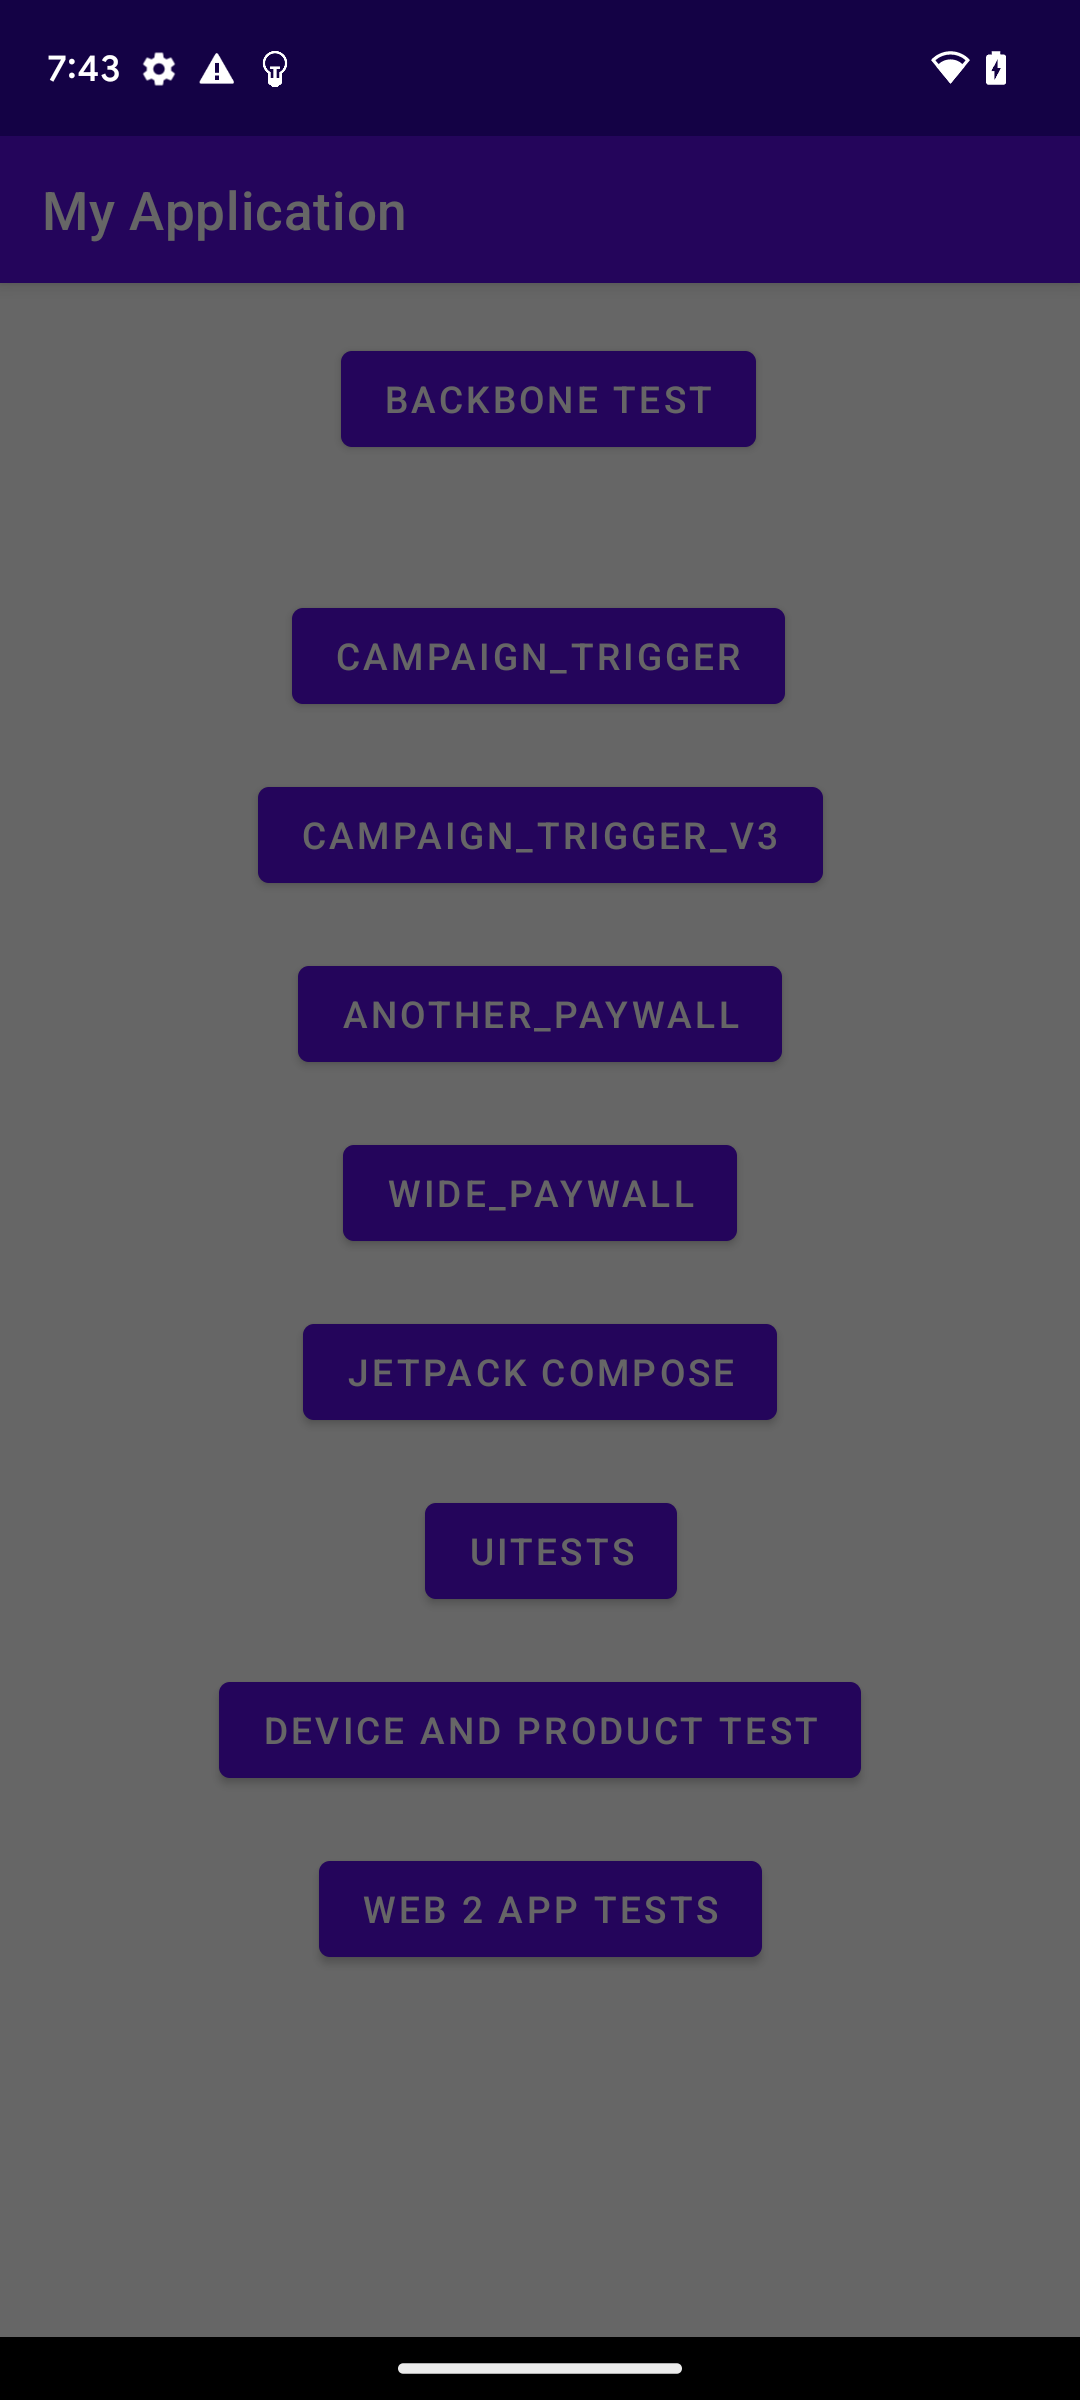 7:43
My Application
BACKBONE TEST
CAMPAIGN_TRIGGER
CAMPAIGN_TRIGGER_V3
ANOTHER_PAYWALL
WIDE_PAYWALL
JETPACK COMPOSE
UITESTS
DEVICE AND PRODUCT TEST
WEB 2 APP TESTS